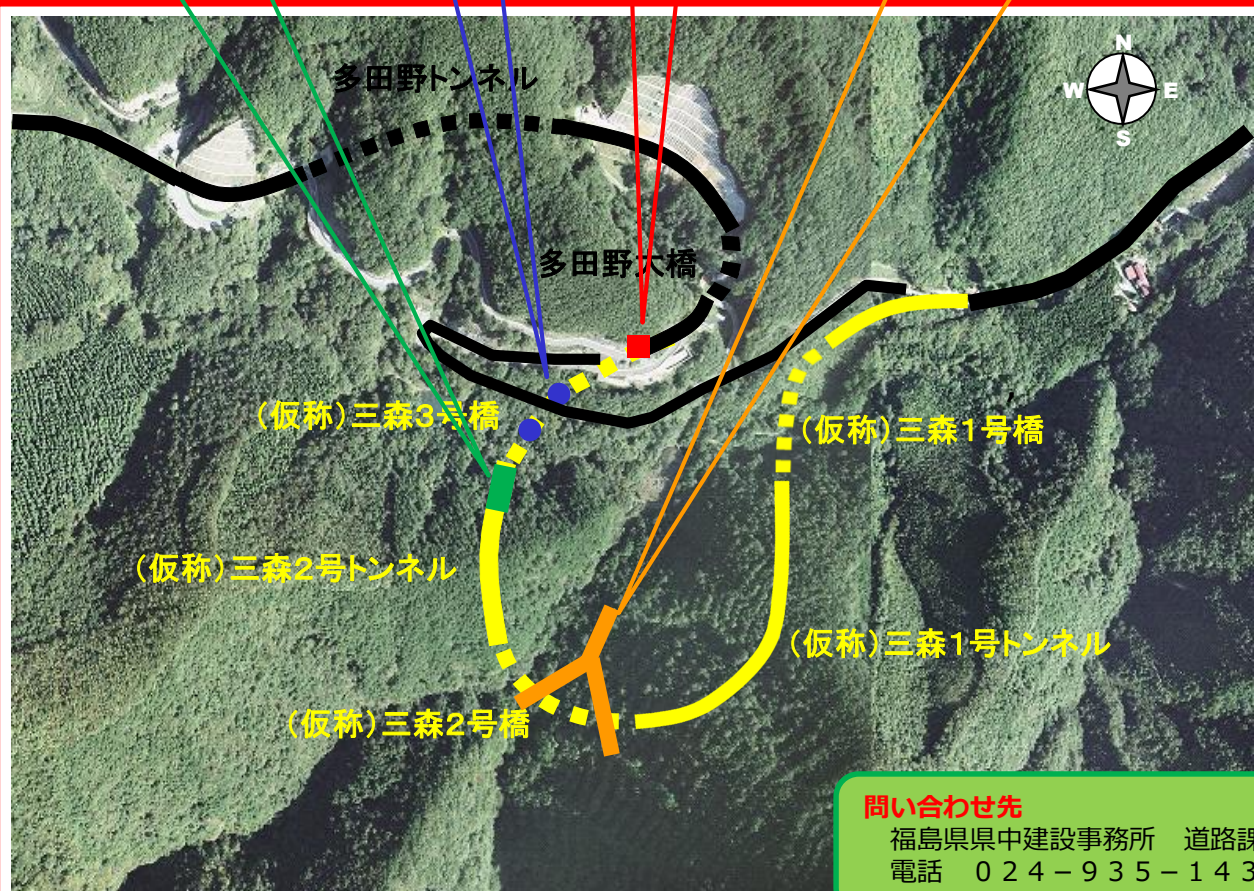 多田野トンネル
N
W
E
S
多田野大橋
(仮称)三森3号橋
(仮称)三森1号橋
(仮称)三森2号トンネル
(仮称)三森1号トンネル
(仮称)三森2号橋
問い合わせ先
福島県県中建設事務所　道路課
電話　０２４－９３５－１４３